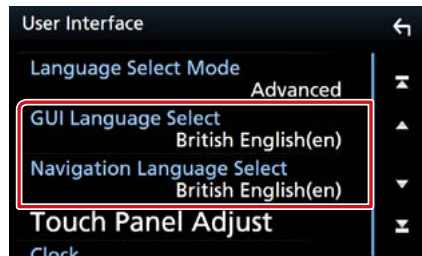 User Interface
Language Select Mode
Advanced
GUI Language Select
British English(en)
Navigation Language Select
British English(en)
Touch Panel Adjust
Clock